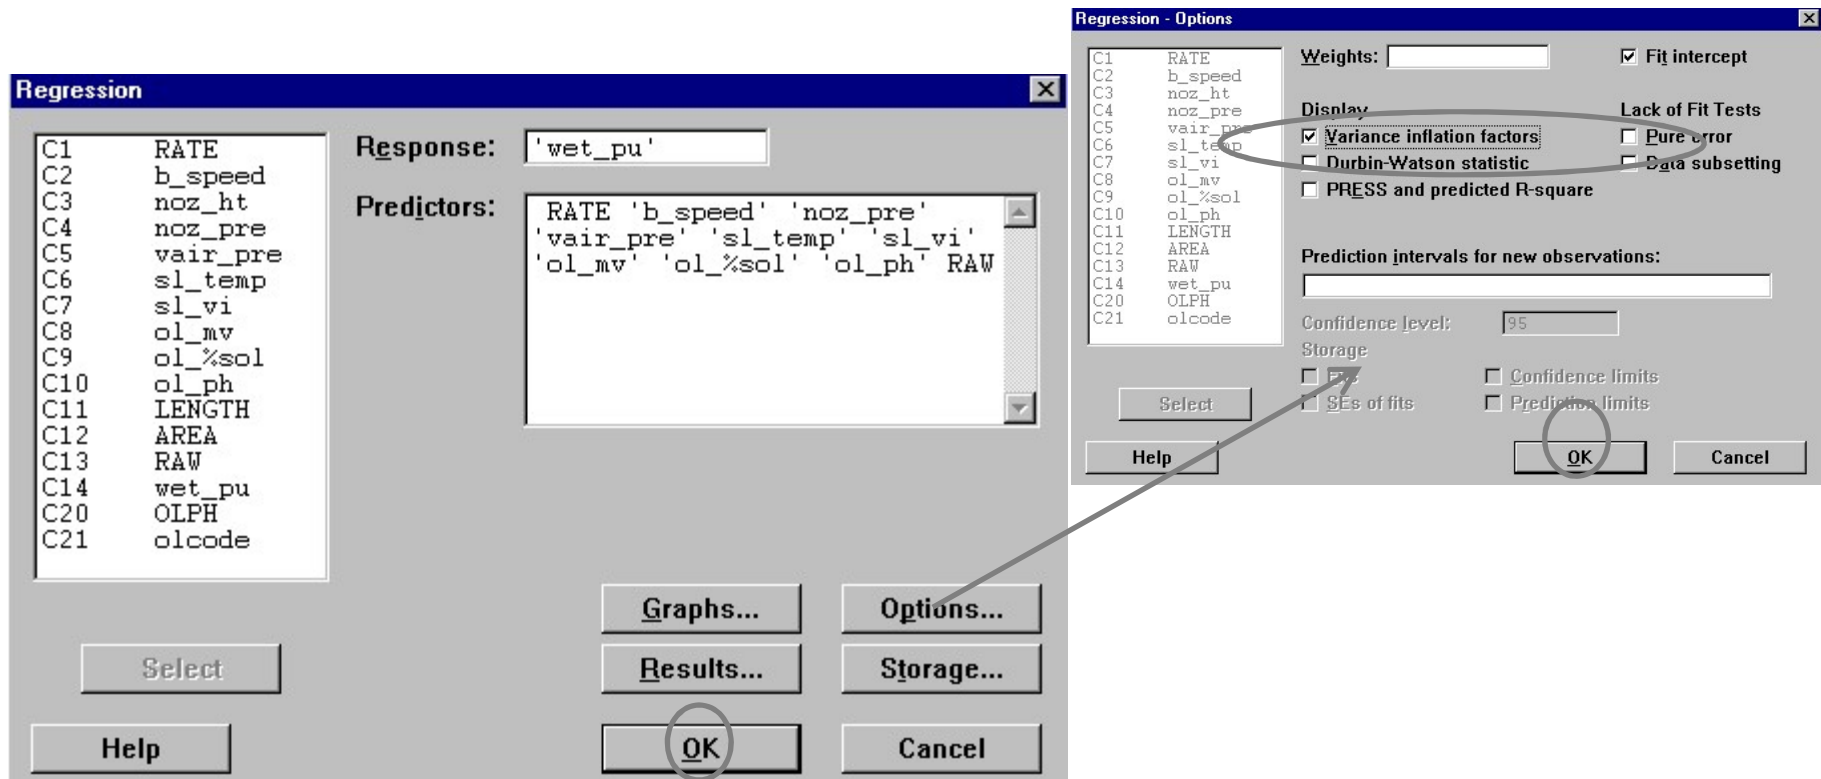 Regression
C1 RATE
C2 b_speed
C3 noz_ht
C4 noz_pre
C5 vair_pre
C6 sl_temp
C7 sl_vi
C8 ol_mv
C9 ol_%sol
C10 ol_ph
C11 LENGTH
C12 AREA
C13 RAW
C14 wet_pu
C20 OLPH
C21 olcode
Response: 'wet_pu'
Predictors: RATE 'b_speed' 'noz_pre'
'vair_pre' 'sl_temp' 'sl_vi'
'ol_mv' 'ol_%sol' 'ol_ph' RAW
Graphs... Options...
Select Results... Storage...
Help OK Cancel
Regression - Options
C1 RATE
C2 b_speed
C3 noz_ht
C4 noz_pre
C5 vair_pre
C6 sl_temp
C7 sl_vi
C8 ol_mv
C9 ol_%sol
C10 ol_ph
C11 LENGTH
C12 AREA
C13 RAW
C14 wet_pu
C20 OLPH
C21 olcode
Weights: Fit intercept
Display Lack of Fit Tests
Variance inflation factors Pure error
Durbin-Watson statistic Data subsetting
PRESS and predicted R-square
Prediction intervals for new observations:
Confidence level: 95
Storage
Confidence limits
Select SEs of fits Prediction limits
Help OK Cancel